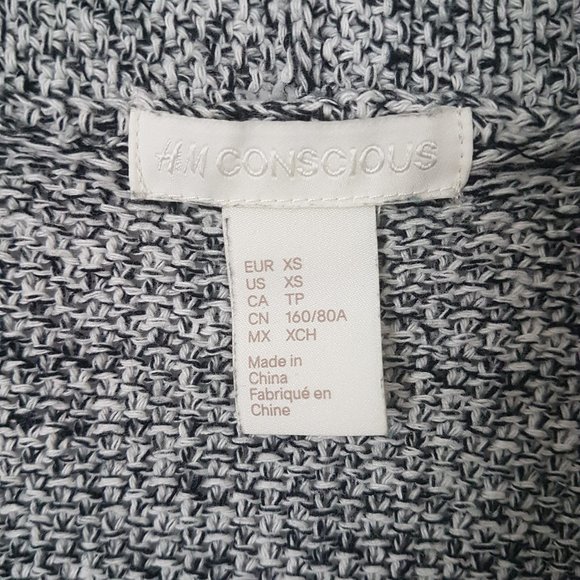 H&M CONSCIOUS
EUR XS
US XS
CA TP
CN 160/80A
MX XCH
Made in
China
Fabriqué en
Chine